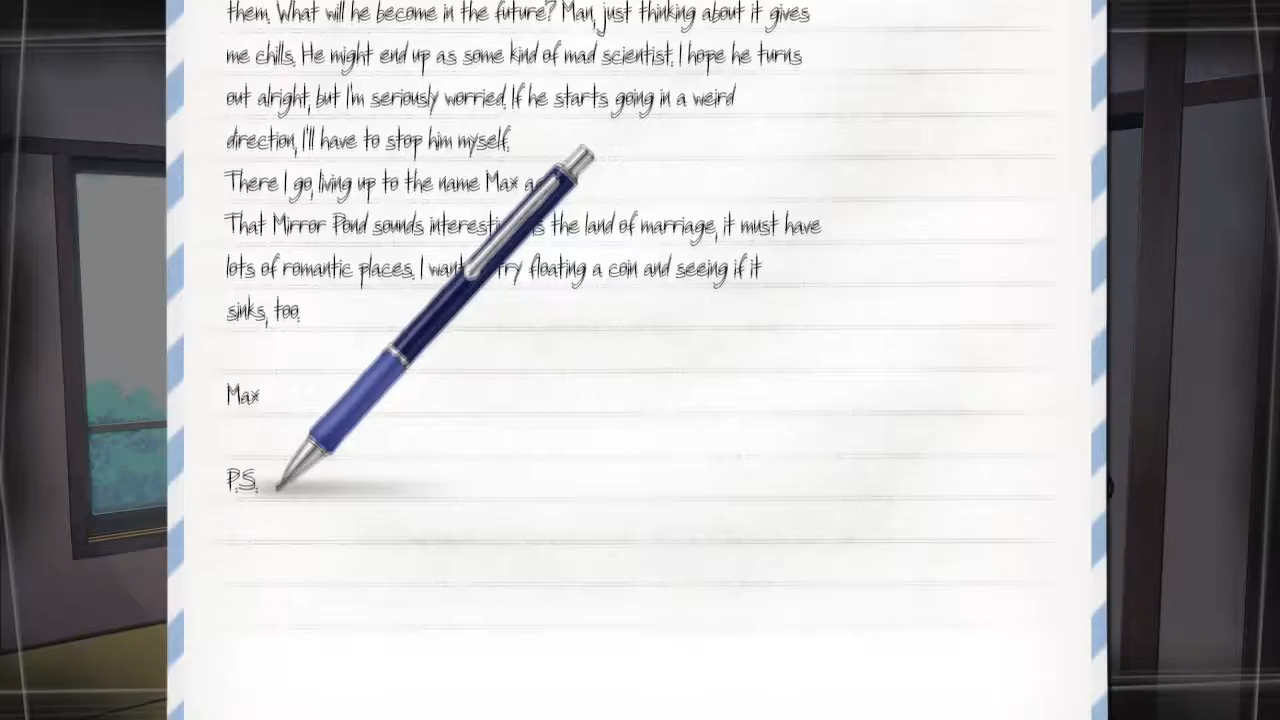 them. What will he become in the future? Man, just thinking about it gives
me chills. He might end up as some kind of mad scientist. I hope he turns
out alright, but I'm seriously worried. If he starts going in a weird
direction, I'll have to stop him myself.
There I go, living up to the name Max
That Mirror Pond sounds the land of marriage, it must have
lots of romantic places. I want try floating a coin and seeing if it
sinks, too.
Max
P.S.